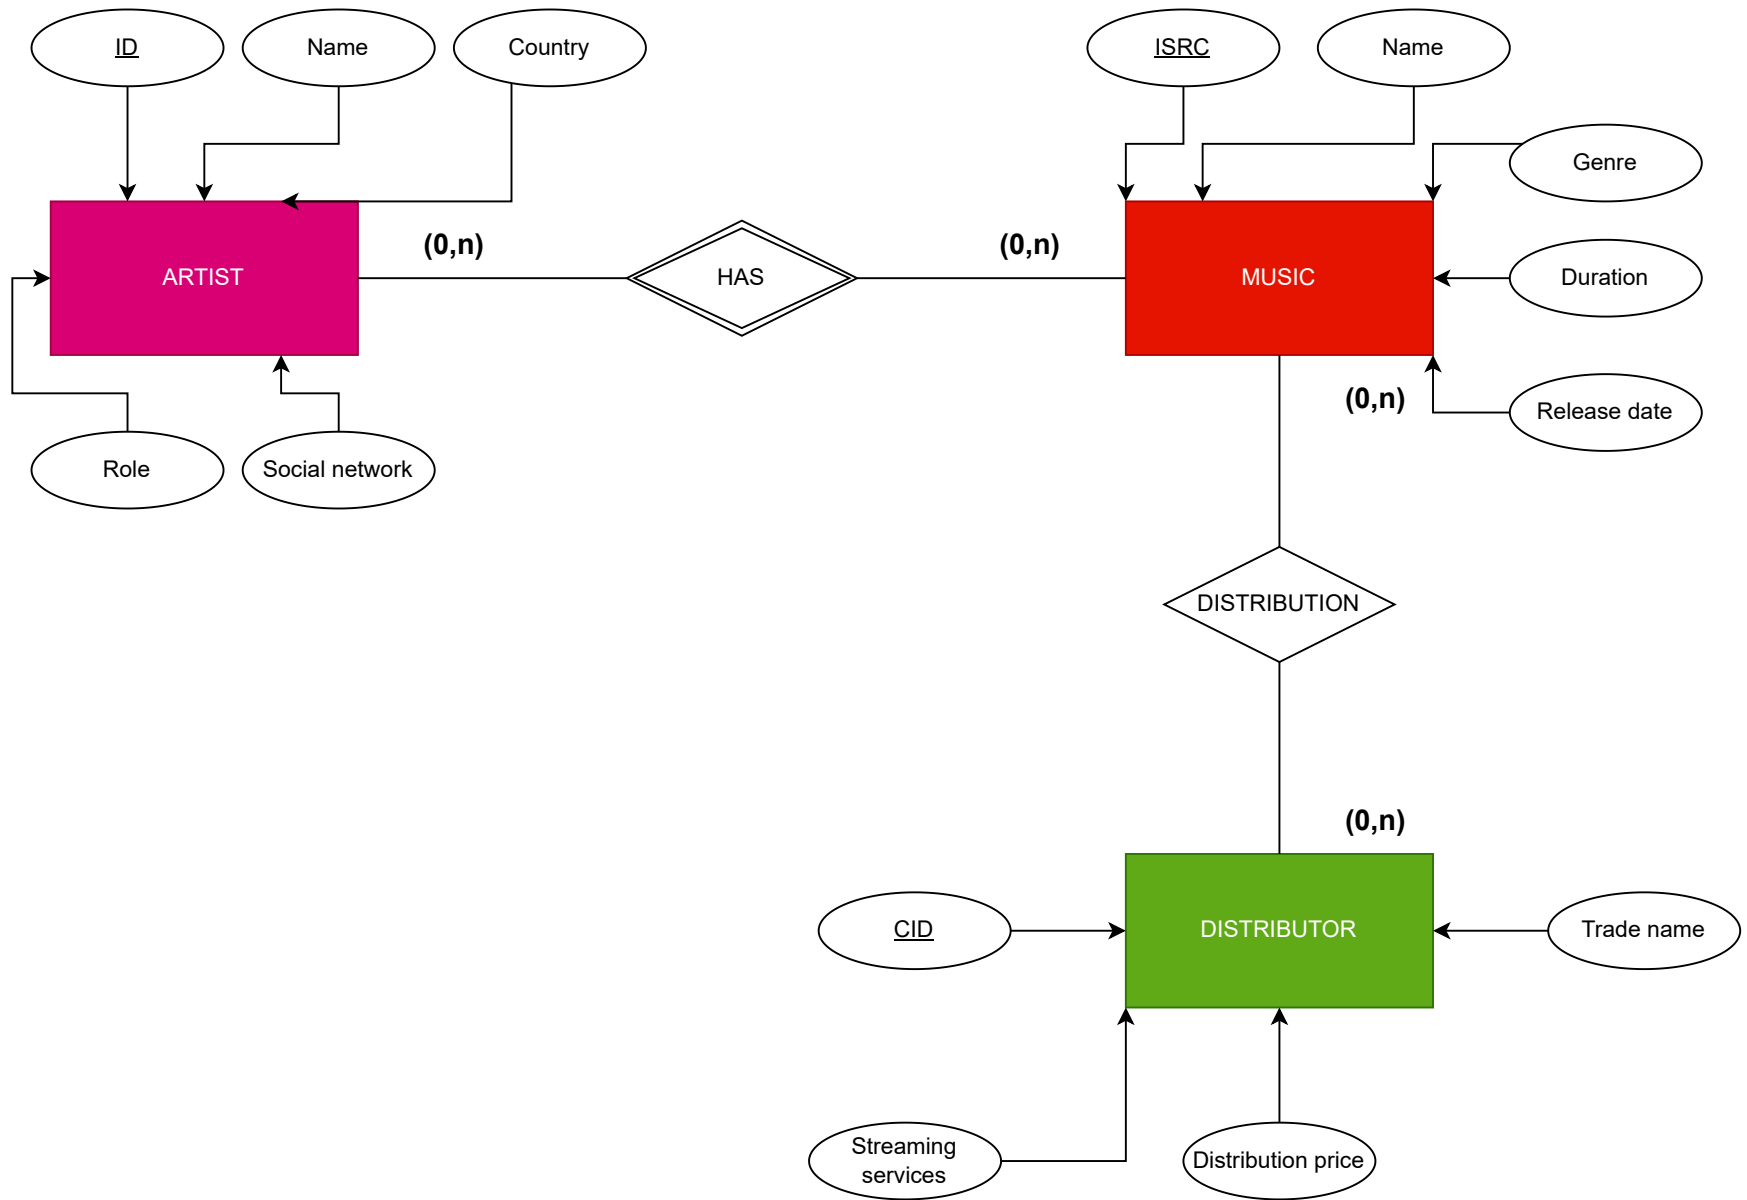 ID
Name
Country
ISRC
Name
Genre
(0,n)
(0,n)
ARTIST
HAS
MUSIC
Duration
(0,n)
Release date
Role
Social network
DISTRIBUTION
(0,n)
CID
DISTRIBUTOR
Trade name
Streaming
services
Distribution price